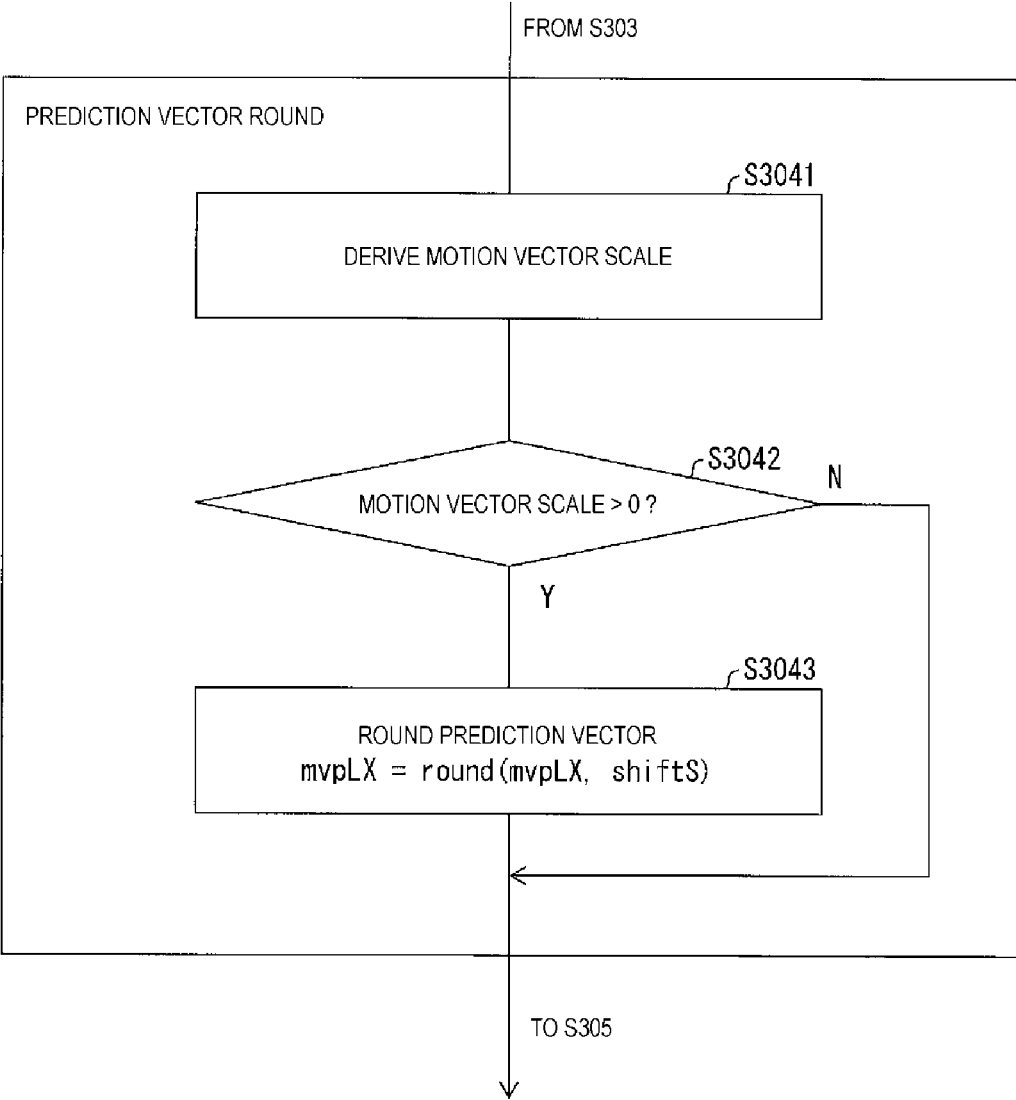 FROM S303
PREDICTION VECTOR ROUND
S3041
DERIVE MOTION VECTOR SCALE
S3042
MOTION VECTOR SCALE > 0 ?
N
Y
S3043
ROUND PREDICTION VECTOR
mvpLX = round(mvpLX, shiftS)
TO S305